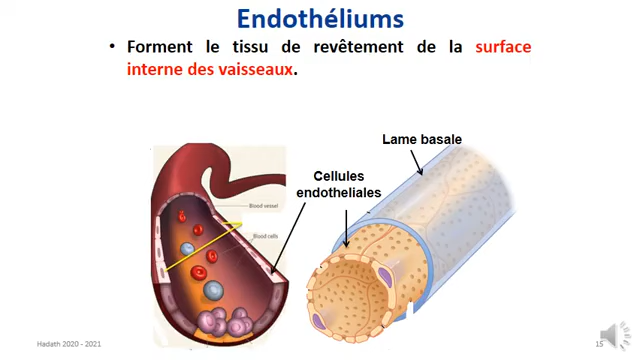 Endothéliums
• Forment le tissu de revêtement de la surface
interne des vaisseaux.
Lame basale
Cellules
endotheliales
Blood vessel
Blood cells
Hadath 2020 - 2021
15